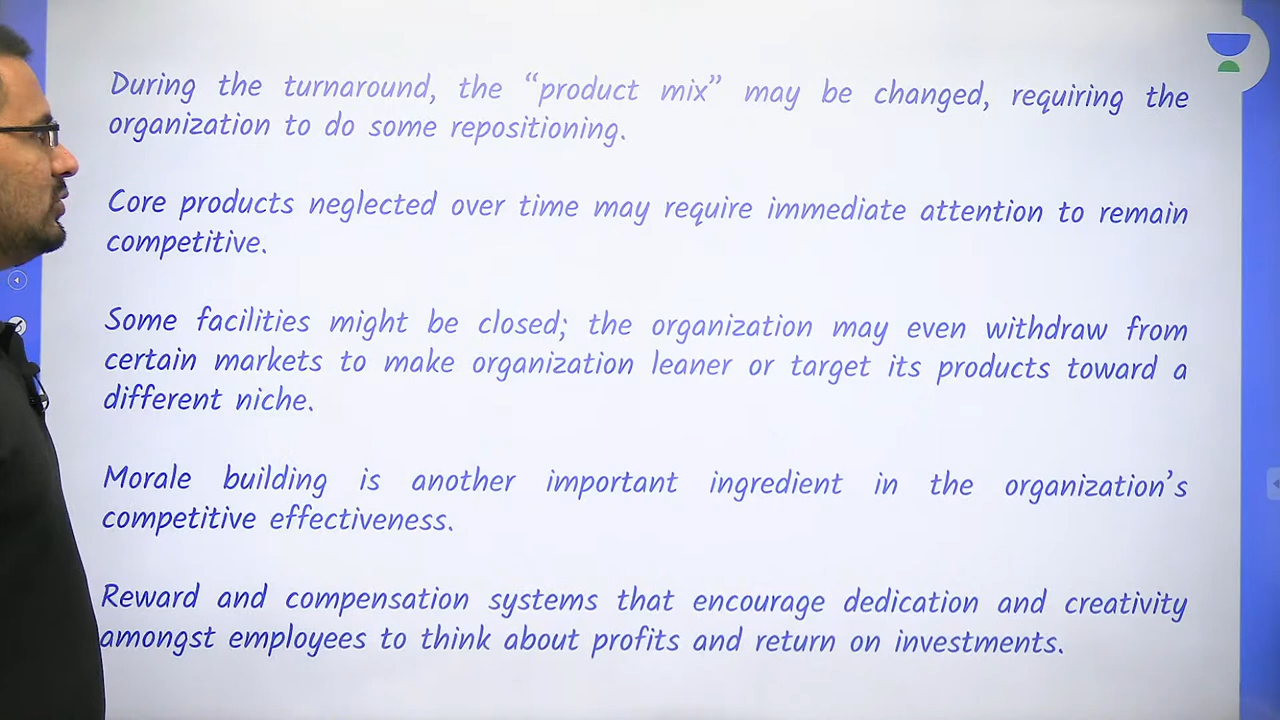 During the turnaround, the “product mix” may be changed, requiring the
organization to do some repositioning.
Core products neglected over time may require immediate attention to remain
competitive.
Some facilities might be closed; the organization may even withdraw from
certain markets to make organization leaner or target its products toward a
different niche.
Morale building is another important ingredient in the organization’s
competitive effectiveness.
Reward and compensation systems that encourage dedication and creativity
amongst employees to think about profits and return on investments.